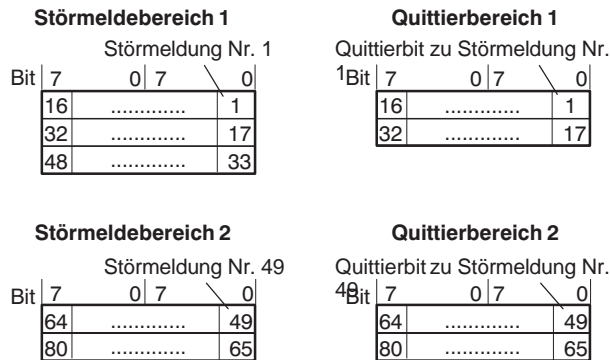 Störmeldebereich 1
Störmeldung Nr. 1
Bit 7 0 7 0
16 ............. 1
32 ............. 17
48 ............. 33
Quittierbereich 1
Quittierbit zu Störmeldung Nr.
1
Bit 7 0 7 0
16 ............. 1
32 ............. 17
Störmeldebereich 2
Störmeldung Nr. 49
Bit 7 0 7 0
64 ............. 49
80 ............. 65
Quittierbereich 2
Quittierbit zu Störmeldung Nr.
49
Bit 7 0 7 0
64 ............. 49
80 ............. 65